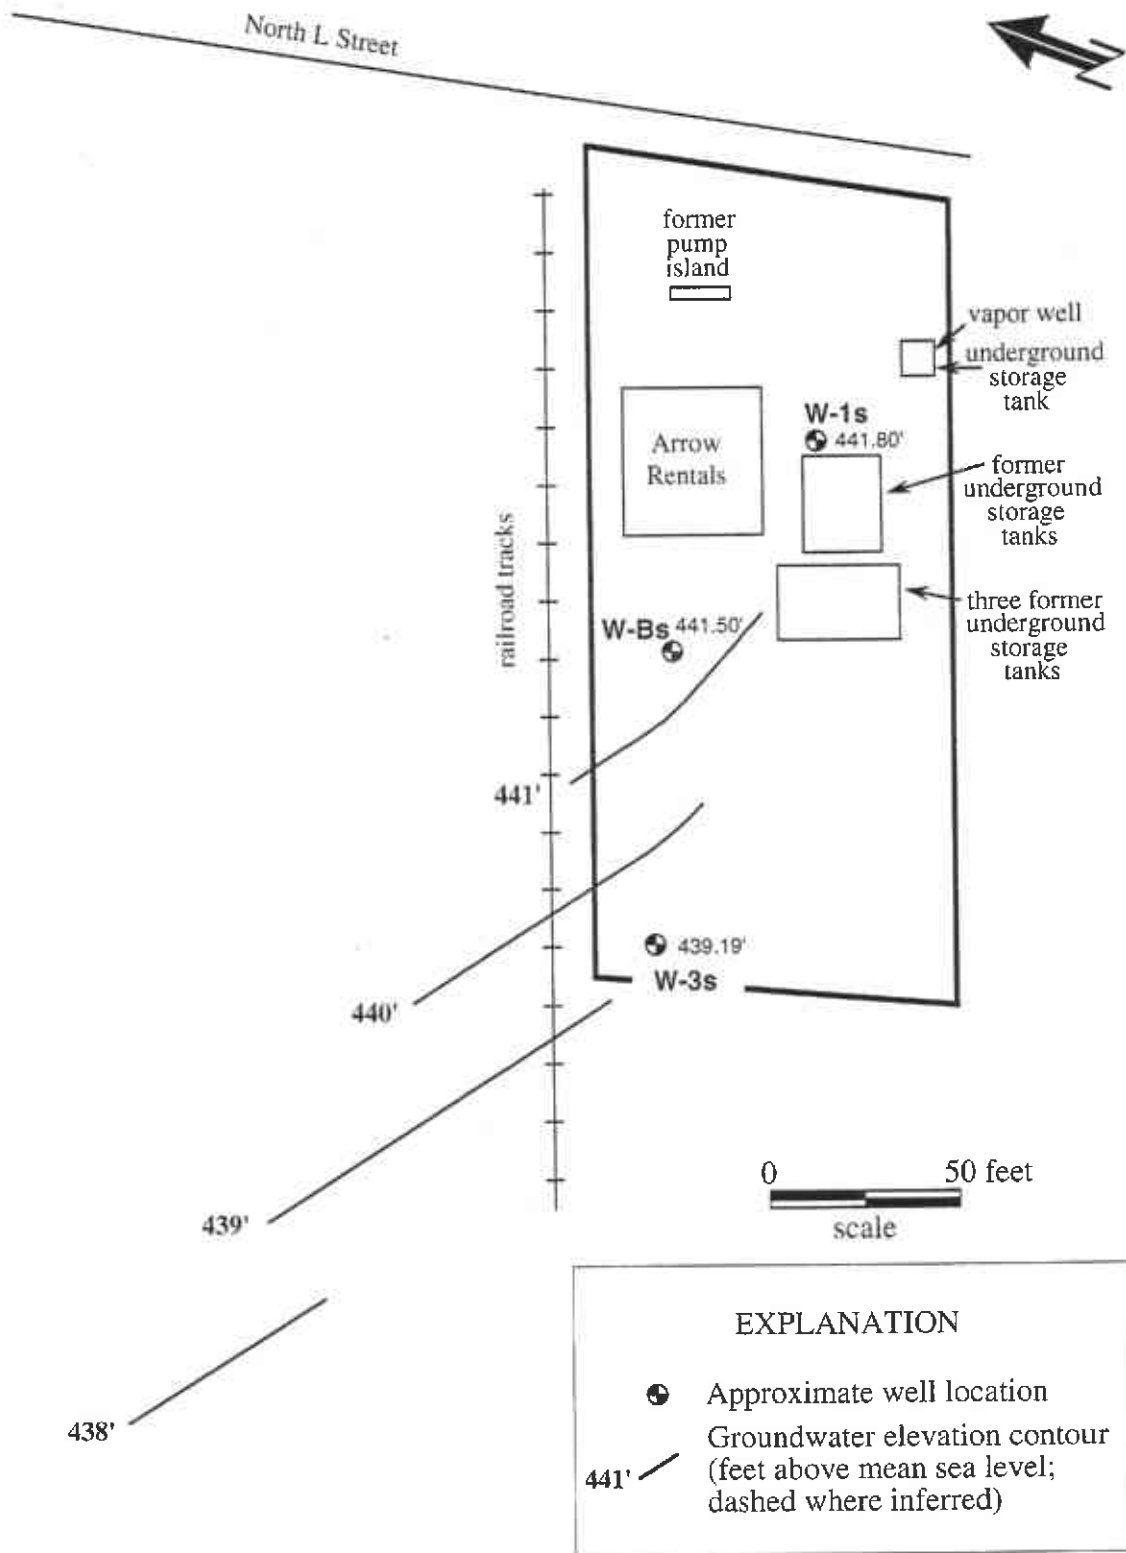 North L Street
N
former
pump
island
vapor well
underground
storage
tank
W-1s
441.80'
Arrow
Rentals
former
underground
storage
tanks
railroad tracks
three former
underground
storage
tanks
W-Bs 441.50'
441'
439.19'
W-3s
440'
439'
438'
0 50 feet
scale
EXPLANATION
Approximate well location
441' Groundwater elevation contour
(feet above mean sea level;
dashed where inferred)